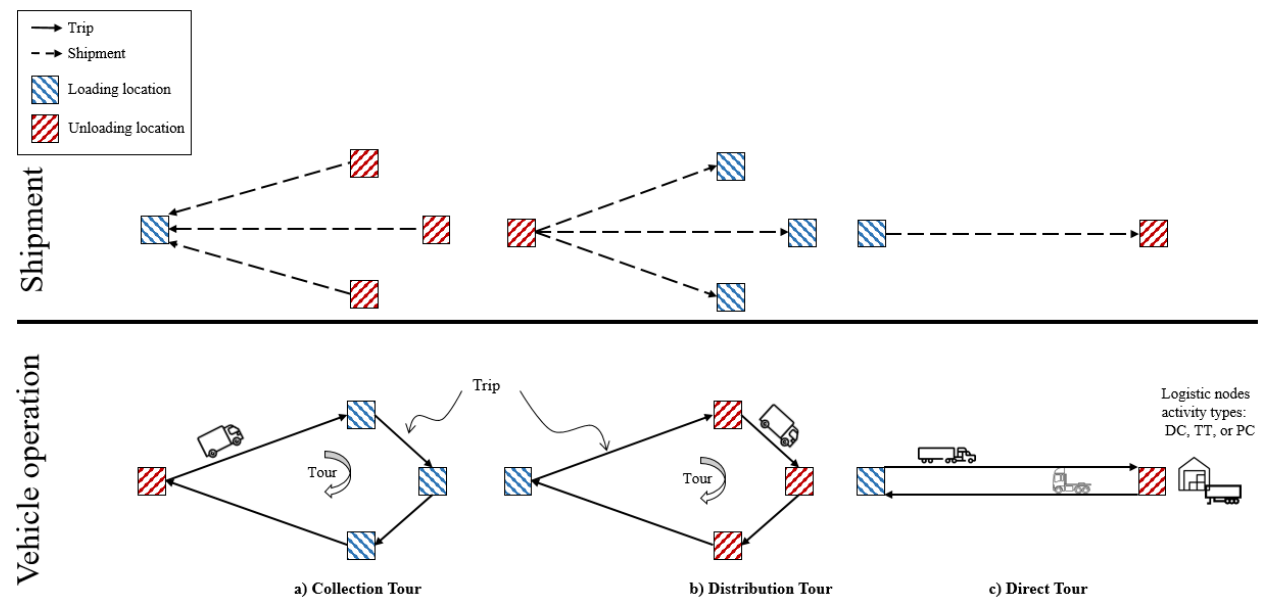 Trip
Shipment
Loading location
Unloading location
Shipment
Vehicle operation
Trip
Tour
Tour
Logistic nodes
activity types:
DC, TT, or PC
a) Collection Tour
b) Distribution Tour
c) Direct Tour